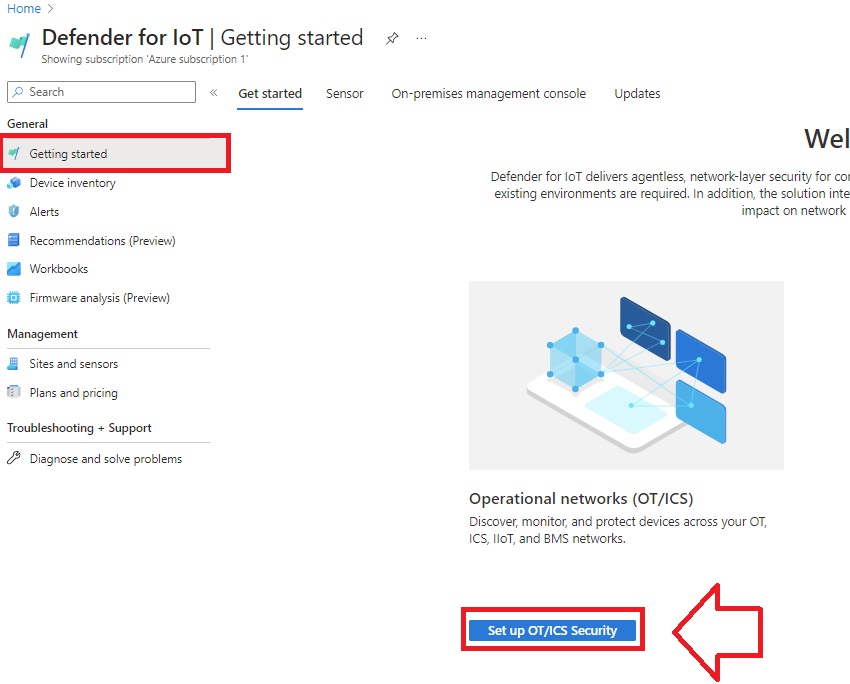 Home
Defender for IoT | Getting started
Showing subscription 'Azure subscription 1'
Search
«
Get started Sensor On-premises management console Updates
General
Getting started
Device inventory
Alerts
Recommendations (Preview)
Workbooks
Firmware analysis (Preview)
Management
Sites and sensors
Plans and pricing
Troubleshooting + Support
Diagnose and solve problems
Wel
Defender for IoT delivers agentless, network-layer security for co
existing environments are required. In addition, the solution inte
impact on network
Operational networks (OT/ICS)
Discover, monitor, and protect devices across your OT,
ICS, IIoT, and BMS networks.
Set up OT/ICS Security